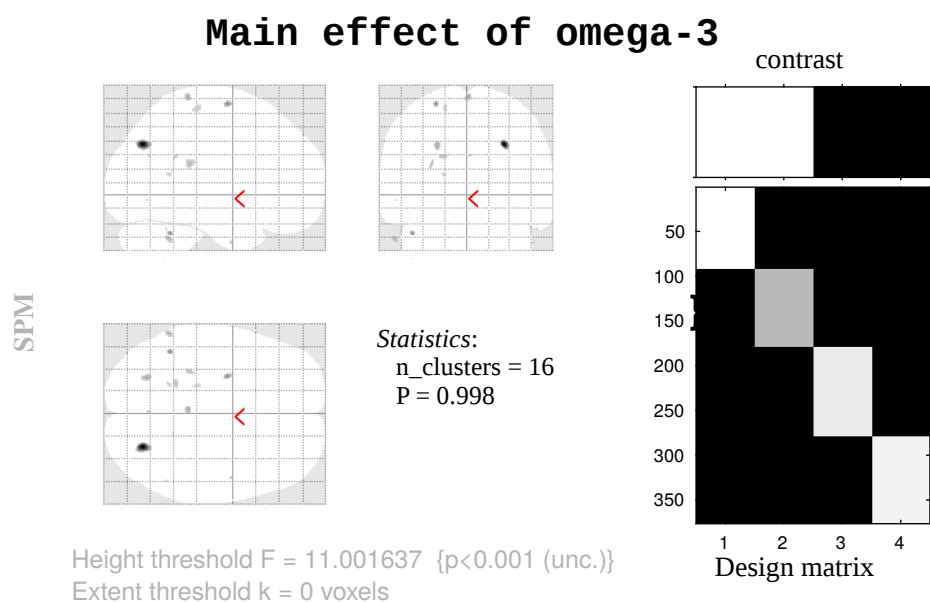 Main effect of omega-3
contrast
SPM
Statistics:
n_clusters = 16
P = 0.998
50
100
150
200
250
300
350
1 2 3 4
Design matrix
Height threshold F = 11.001637 {p<0.001 (unc.)}
Extent threshold k = 0 voxels